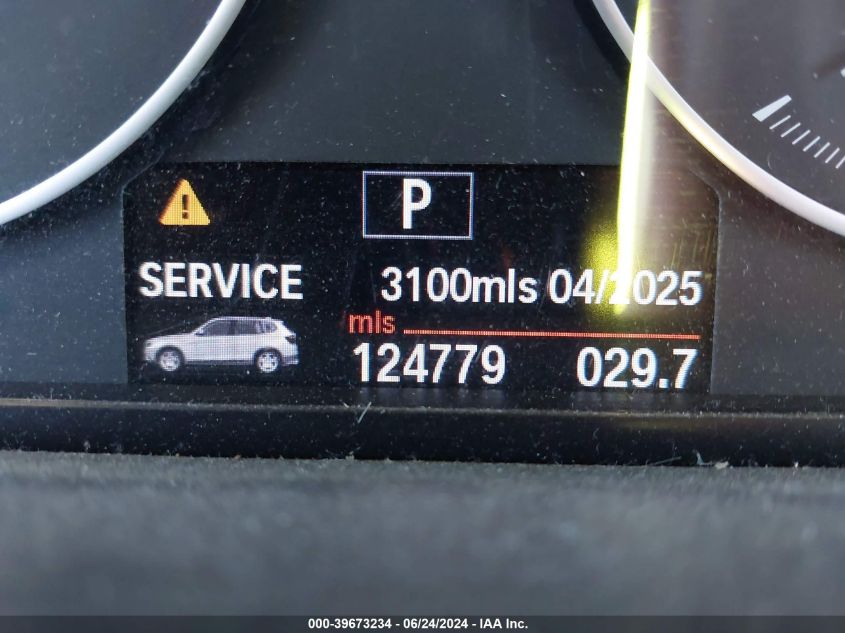 P
SERVICE 3100mls 04/2025
mls
124779 029.7
000-39673234 - 06/24/2024 - IAA Inc.